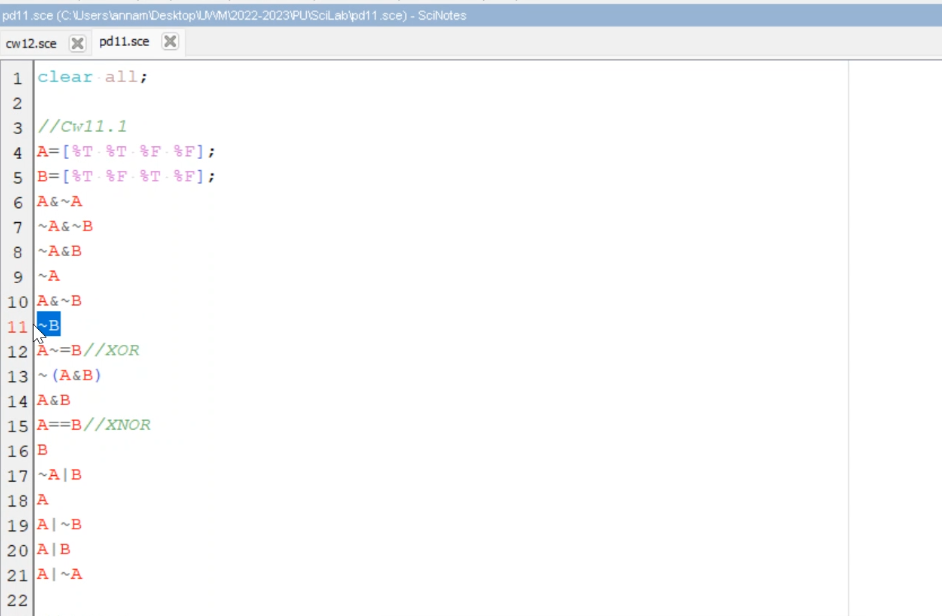 pd11.sce (C:\Users\annam\Desktop\UWM\2022-2023\PU\SciLab\pd11.sce) - SciNotes
cw12.sce pd11.sce
1 clear all;
2
3 //Cw11.1
4 A=[%T %T %F %F];
5 B=[%T %F %T %F];
6 A&~A
7 ~A&~B
8 ~A&B
9 ~A
10 A&~B
11 ~B
12 A~=B//XOR
13 ~(A&B)
14 A&B
15 A==B//XNOR
16 B
17 ~A|B
18 A
19 A|~B
20 A|B
21 A|~A
22